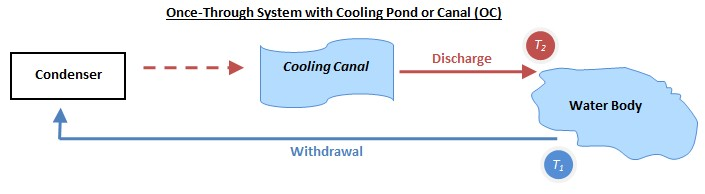 Once-Through System with Cooling Pond or Canal (OC)
T2
Condenser
Cooling Canal
Discharge
Water Body
Withdrawal
T1